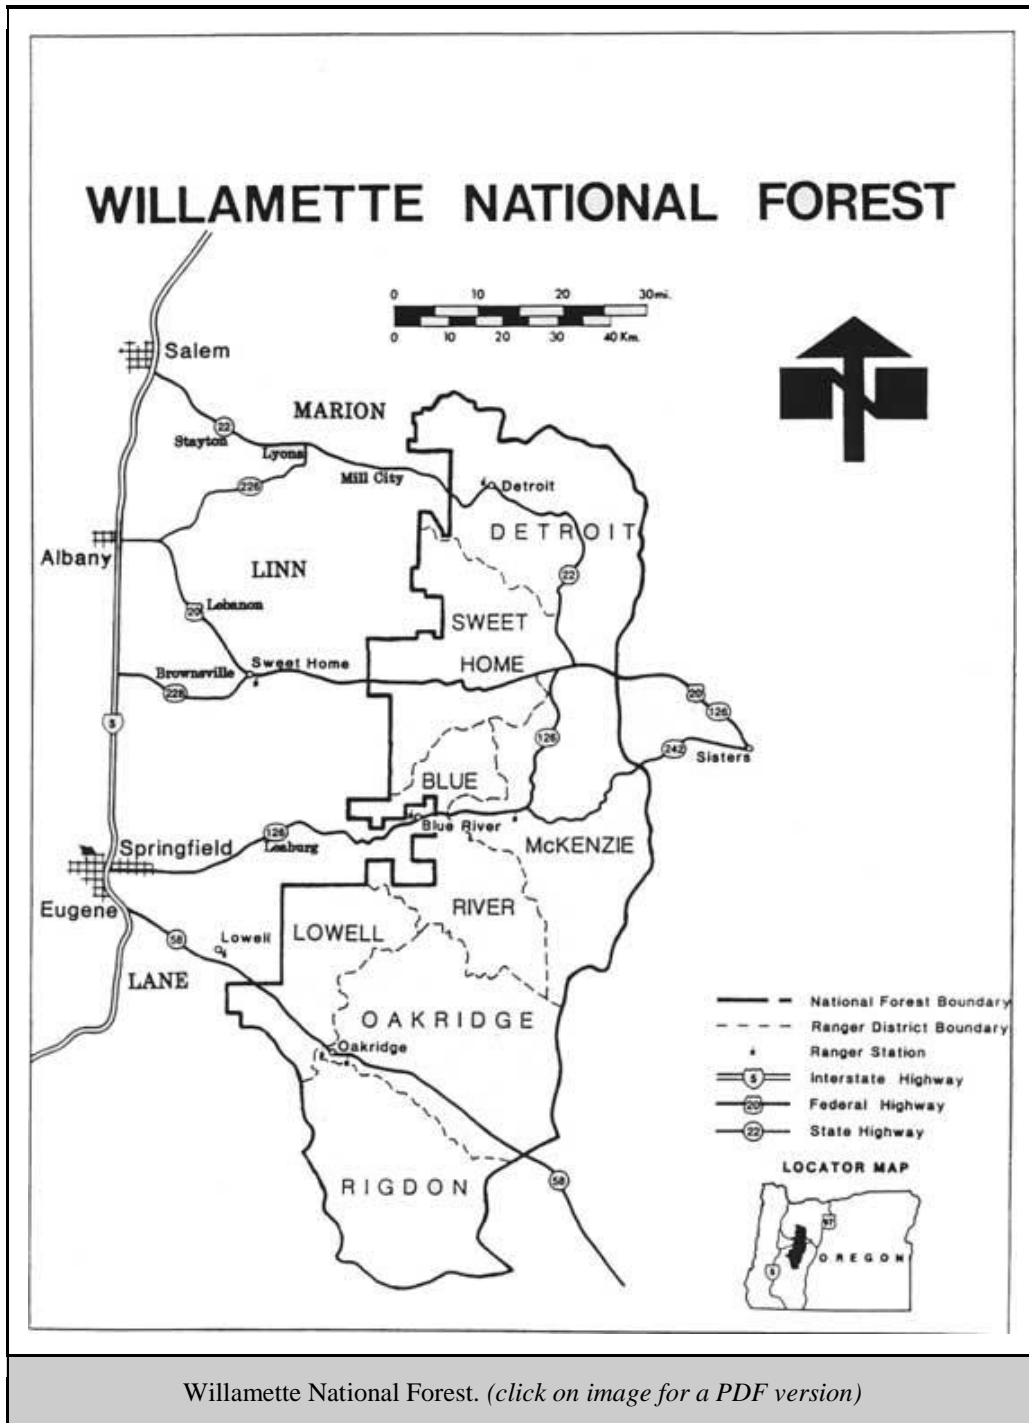 WILLAMETTE NATIONAL FOREST
0 10 20 30mi.
0 10 20 30 40 Km.
N
Salem
MARION
22
Stayton
Lyons
Mill City
226
Detroit
DETROIT
Albany
LINN
22
20
Lebanon
SWEET
HOME
Sweet Home
Brownsville
228
20
126
5
126
242
Sisters
BLUE
Blue River
126
Leaburg
Springfield
McKENZIE
Eugene
RIVER
LOWELL
58
Lowell
LANE
OAKRIDGE
Oakridge
National Forest Boundary
Ranger District Boundary
Ranger Station
5 Interstate Highway
20 Federal Highway
22 State Highway
RIGDON
58
LOCATOR MAP
97
OREGON
5
Willamette National Forest. (click on image for a PDF version)